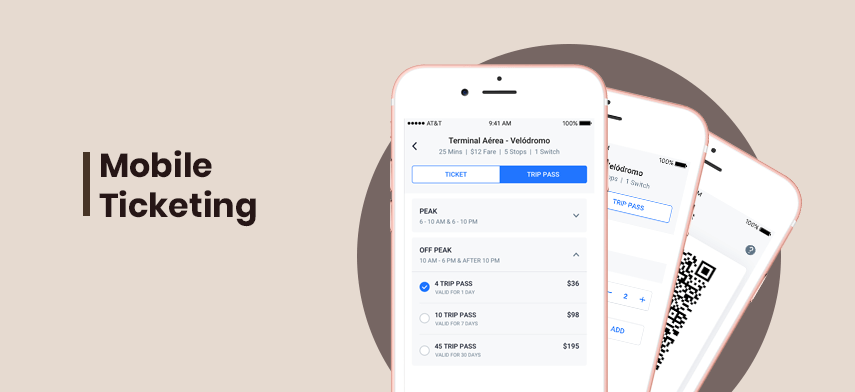 Mobile
Ticketing
AT&T 9:41 AM 100%
Terminal Aérea - Velódromo
25 Mins | $12 Fare | 5 Stops | 1 Switch
TICKET TRIP PASS
PEAK
6 - 10 AM & 6 - 10 PM
OFF PEAK
10 AM - 6 PM & AFTER 10 PM
4 TRIP PASS $36
VALID FOR 1 DAY
10 TRIP PASS $98
VALID FOR 7 DAYS
45 TRIP PASS $195
VALID FOR 30 DAYS
100%
Velódromo
1 Switch
TRIP PASS
- 2 +
ADD
100%
?